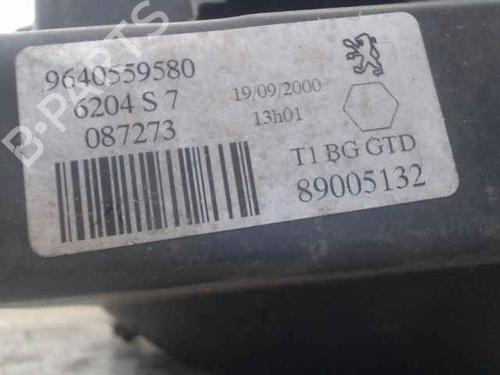 9640559580
6204 S 7
087273
19/09/2000
13h01
T1 BG GTD
89005132
B-PARTS